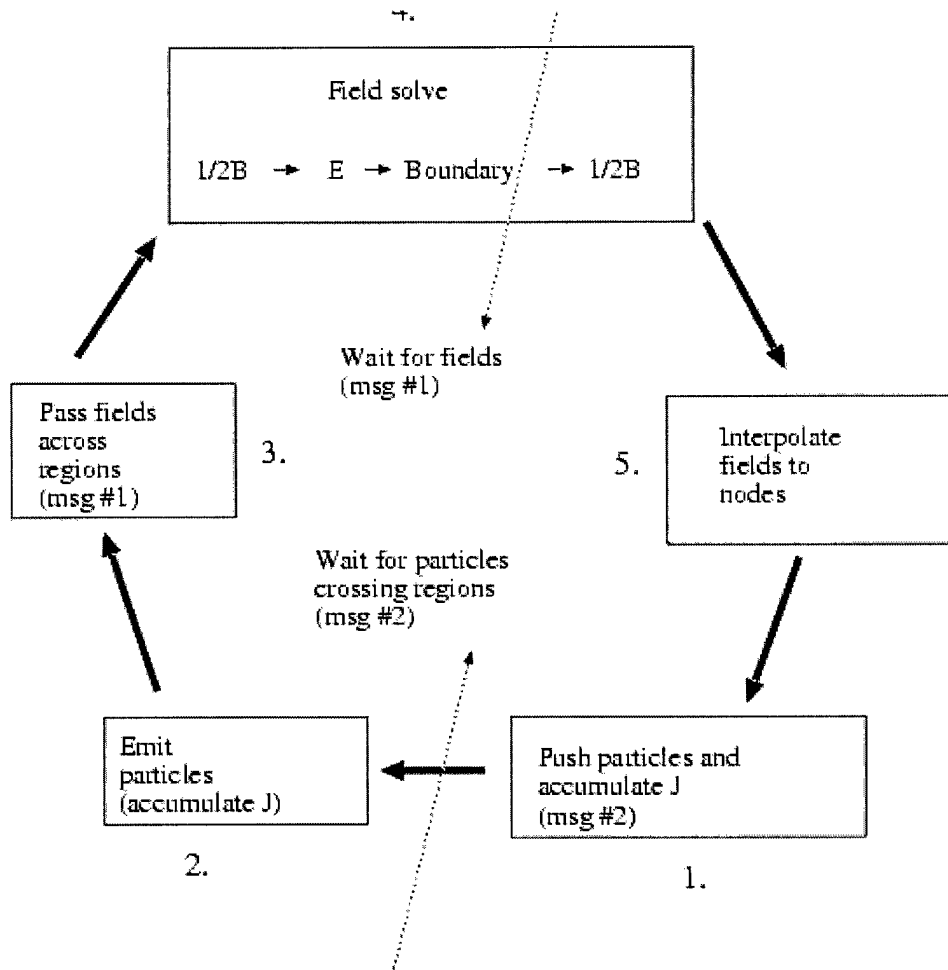 4.
Field solve
1/2B → E → Boundary → 1/2B
Wait for fields
(msg #1)
Pass fields
across
regions
(msg #1)
3.
5.
Interpolate
fields to
nodes
Wait for particles
crossing regions
(msg #2)
Emit
particles
(accumulate J)
2.
Push particles and
accumulate J
(msg #2)
1.